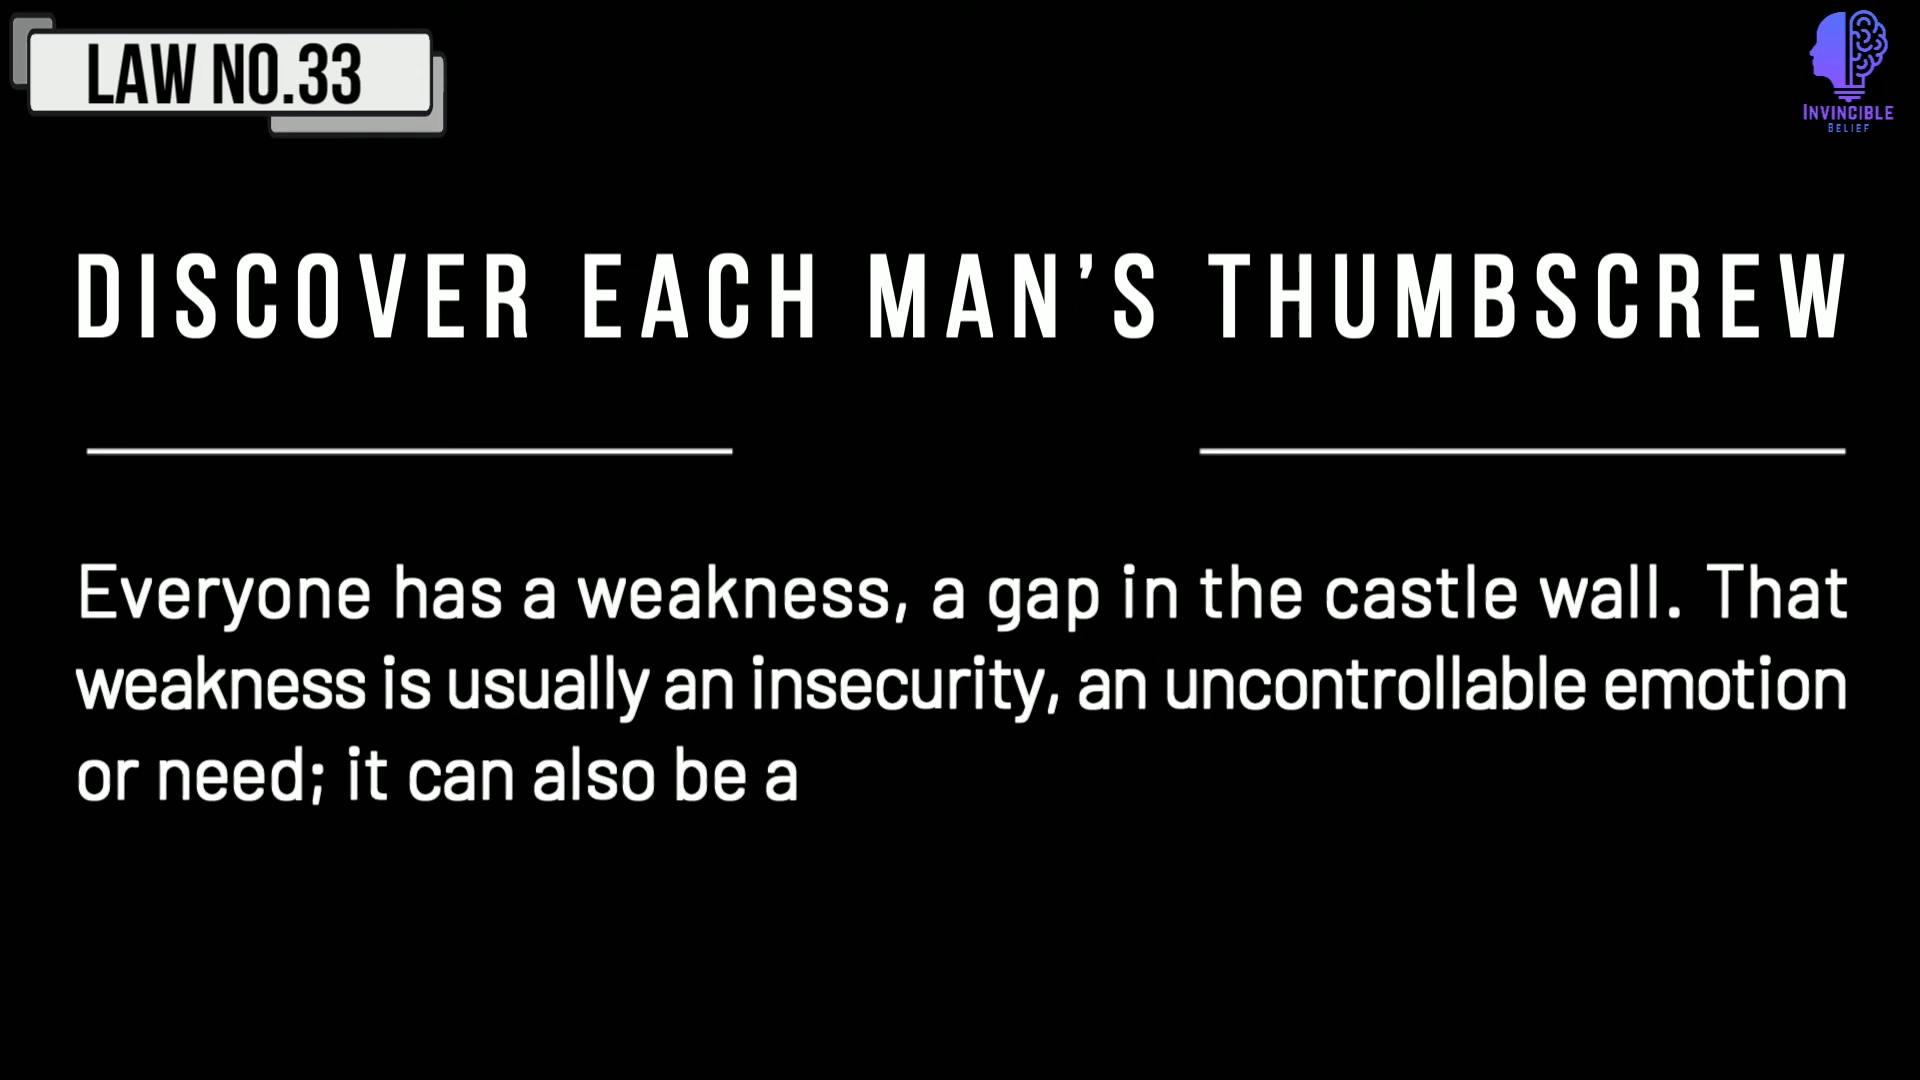 LAW NO.33
INVINCIBLE
BELIEF
DISCOVER EACH MAN’S THUMBSCREW
Everyone has a weakness, a gap in the castle wall. That
weakness is usually an insecurity, an uncontrollable emotion
or need; it can also be a